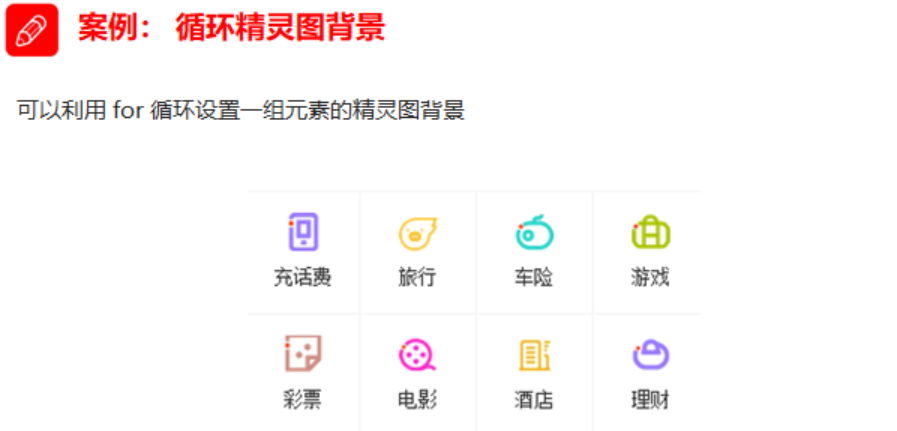 案例： 循环精灵图背景
可以利用 for 循环设置一组元素的精灵图背景
充话费 旅行 车险 游戏
彩票 电影 酒店 理财